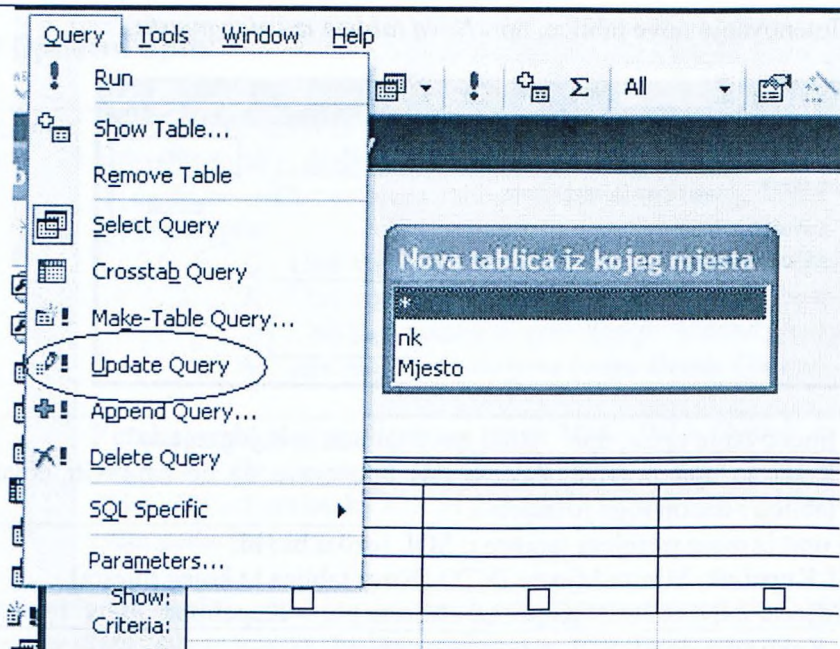 Query Tools Window Help
Run
All
Show Table...
Remove Table
Select Query
Nova tablica iz kojeg mjesta
Crosstab Query
*
Make-Table Query...
nk
Update Query
Mjesto
Append Query...
Delete Query
SQL Specific
Parameters...
Show:
Criteria: